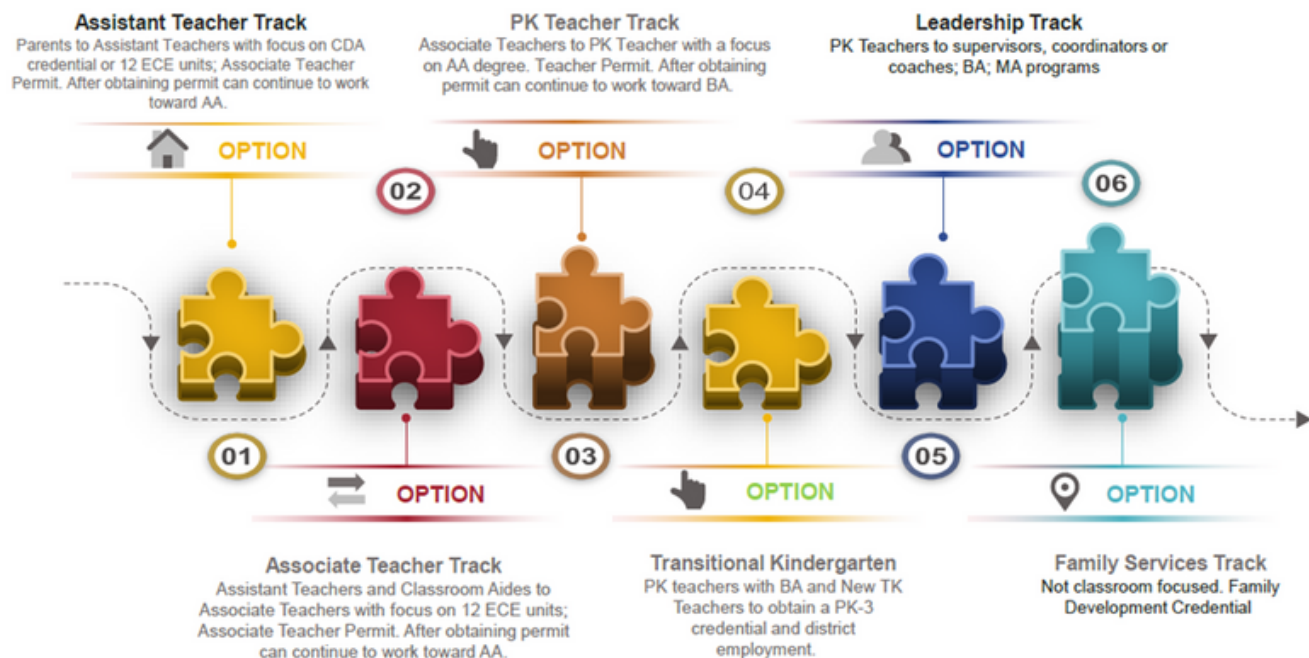 Assistant Teacher Track
Parents to Assistant Teachers with focus on CDA
credential or 12 ECE units; Associate Teacher
Permit. After obtaining permit can continue to work
toward AA.
OPTION
01
02
OPTION
Associate Teacher Track
Assistant Teachers and Classroom Aides to
Associate Teachers with focus on 12 ECE units;
Associate Teacher Permit. After obtaining permit
can continue to work toward AA.
PK Teacher Track
Associate Teachers to PK Teacher with a focus
on AA degree. Teacher Permit. After obtaining
permit can continue to work toward BA.
OPTION
03
04
OPTION
Transitional Kindergarten
PK teachers with BA and New TK
Teachers to obtain a PK-3
credential and district
employment.
Leadership Track
PK Teachers to supervisors, coordinators or
coaches; BA; MA programs
OPTION
05
06
OPTION
Family Services Track
Not classroom focused. Family
Development Credential